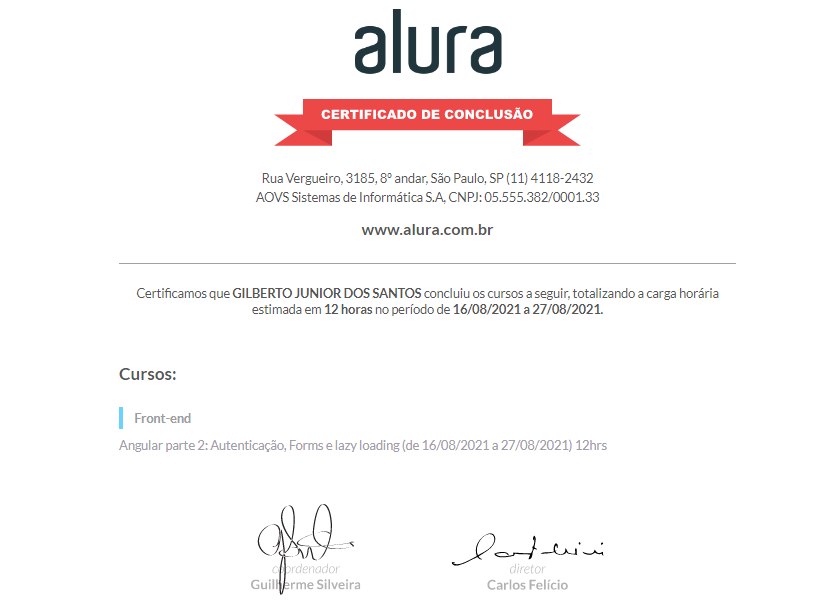 alura
CERTIFICADO DE CONCLUSÃO
Rua Vergueiro, 3185, 8º andar, São Paulo, SP (11) 4118-2432
AOVS Sistemas de Informática S.A, CNPJ: 05.555.382/0001.33
www.alura.com.br
Certificamos que GILBERTO JUNIOR DOS SANTOS concluiu os cursos a seguir, totalizando a carga horária
estimada em 12 horas no período de 16/08/2021 a 27/08/2021.
Cursos:
Front-end
Angular parte 2: Autenticação, Forms e lazy loading (de 16/08/2021 a 27/08/2021) 12hrs
coordenador
Guilherme Silveira
diretor
Carlos Felício